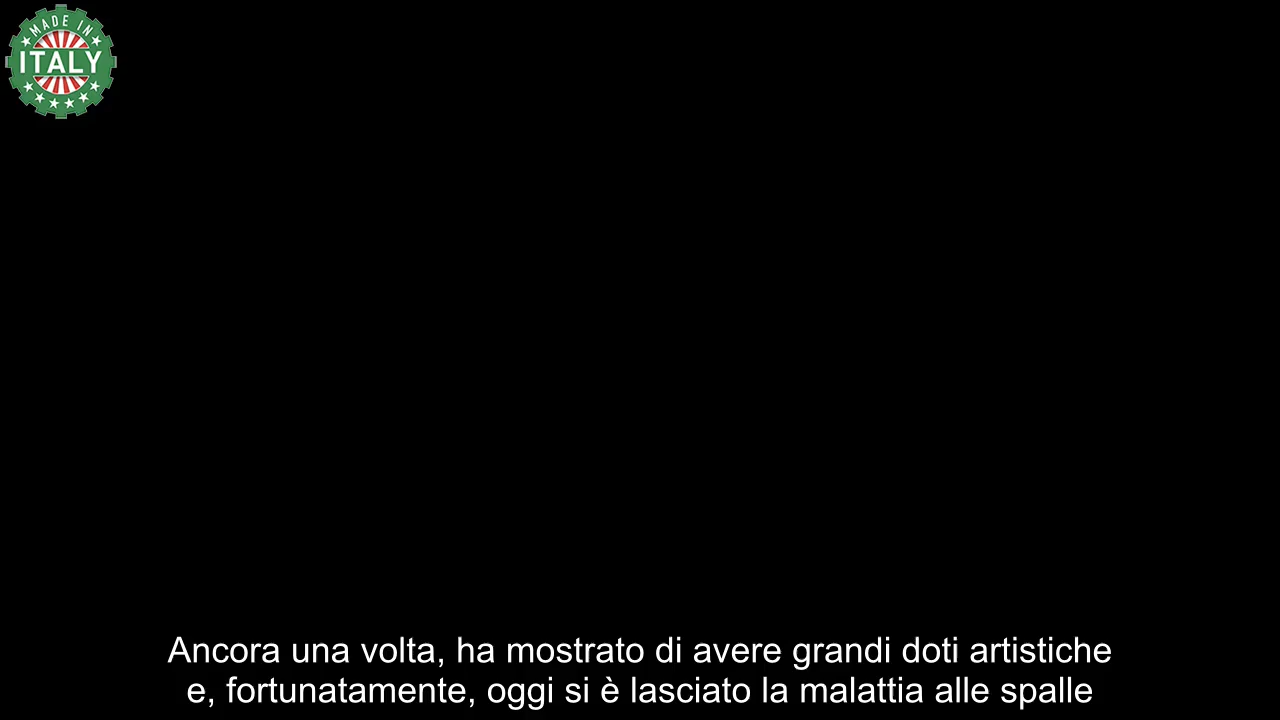 MADE IN
ITALY
Ancora una volta, ha mostrato di avere grandi doti artistiche
e, fortunatamente, oggi si è lasciato la malattia alle spalle